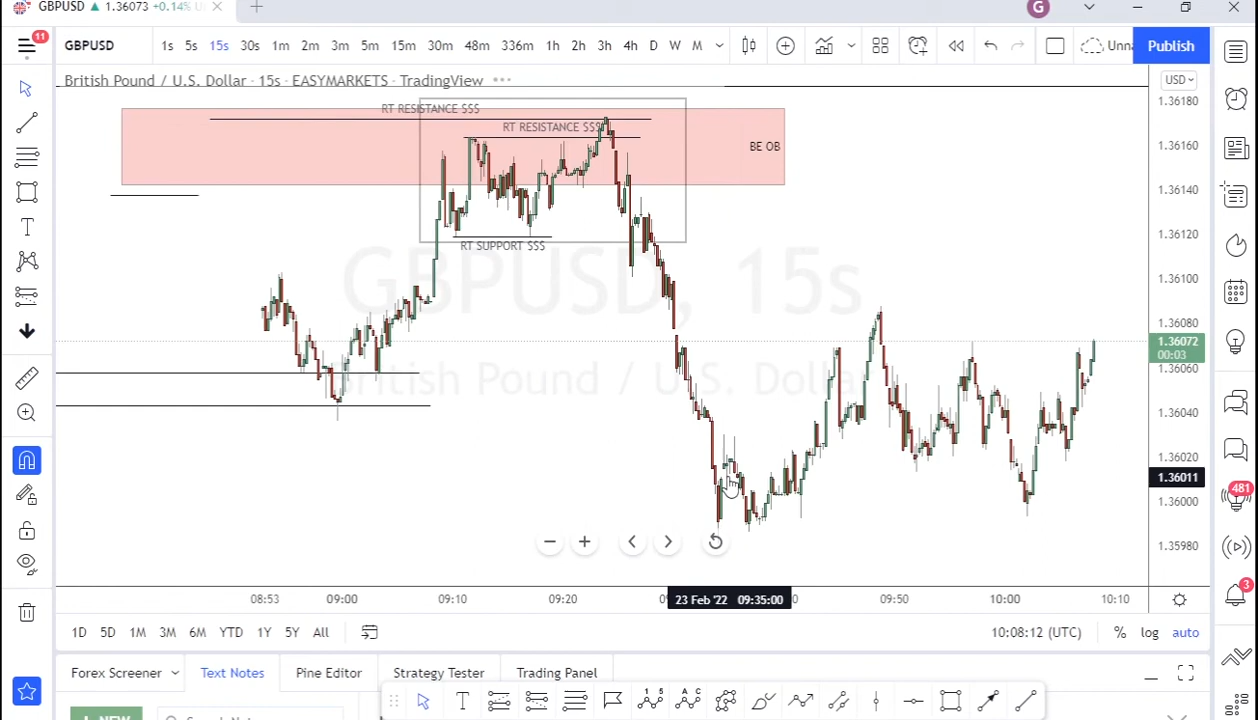 GBPUSD ▲ 1.36073 +0.14%
G
11
GBPUSD 1s 5s 15s 30s 1m 2m 3m 5m 15m 30m 48m 336m 1h 2h 3h 4h D W M Publish
British Pound / U.S. Dollar · 15s · EASYMARKETS · TradingView
USD
RT RESISTANCE $$$
RT RESISTANCE $$$
BE OB
RT SUPPORT $$$
GBPUSD, 15s
British Pound / U.S. Dollar
1.36180
1.36160
1.36140
1.36120
1.36100
1.36080
1.36072
00:03
1.36060
1.36040
1.36020
1.36011
1.36000
1.35980
481
3
08:53 09:00 09:10 09:20 23 Feb '22 09:35:00 09:50 10:00 10:10
1D 5D 1M 3M 6M YTD 1Y 5Y All 10:08:12 (UTC) % log auto
Forex Screener Text Notes Pine Editor Strategy Tester Trading Panel